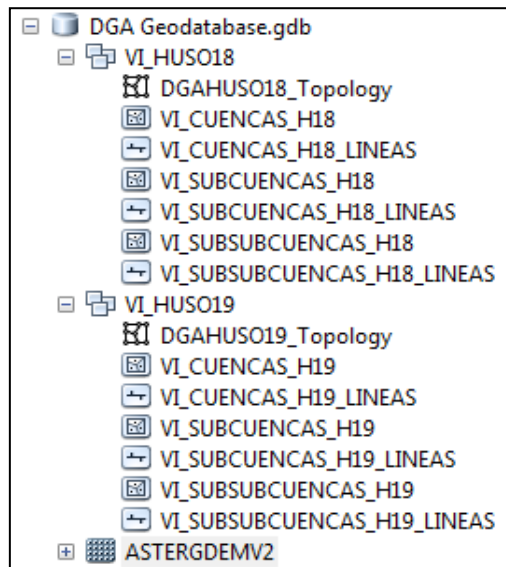 DGA Geodatabase.gdb
VI_HUSO18
DGAHUSO18_Topology
VI_CUENCAS_H18
VI_CUENCAS_H18_LINEAS
VI_SUBCUENCAS_H18
VI_SUBCUENCAS_H18_LINEAS
VI_SUBSUBCUENCAS_H18
VI_SUBSUBCUENCAS_H18_LINEAS
VI_HUSO19
DGAHUSO19_Topology
VI_CUENCAS_H19
VI_CUENCAS_H19_LINEAS
VI_SUBCUENCAS_H19
VI_SUBCUENCAS_H19_LINEAS
VI_SUBSUBCUENCAS_H19
VI_SUBSUBCUENCAS_H19_LINEAS
ASTERGDEMV2